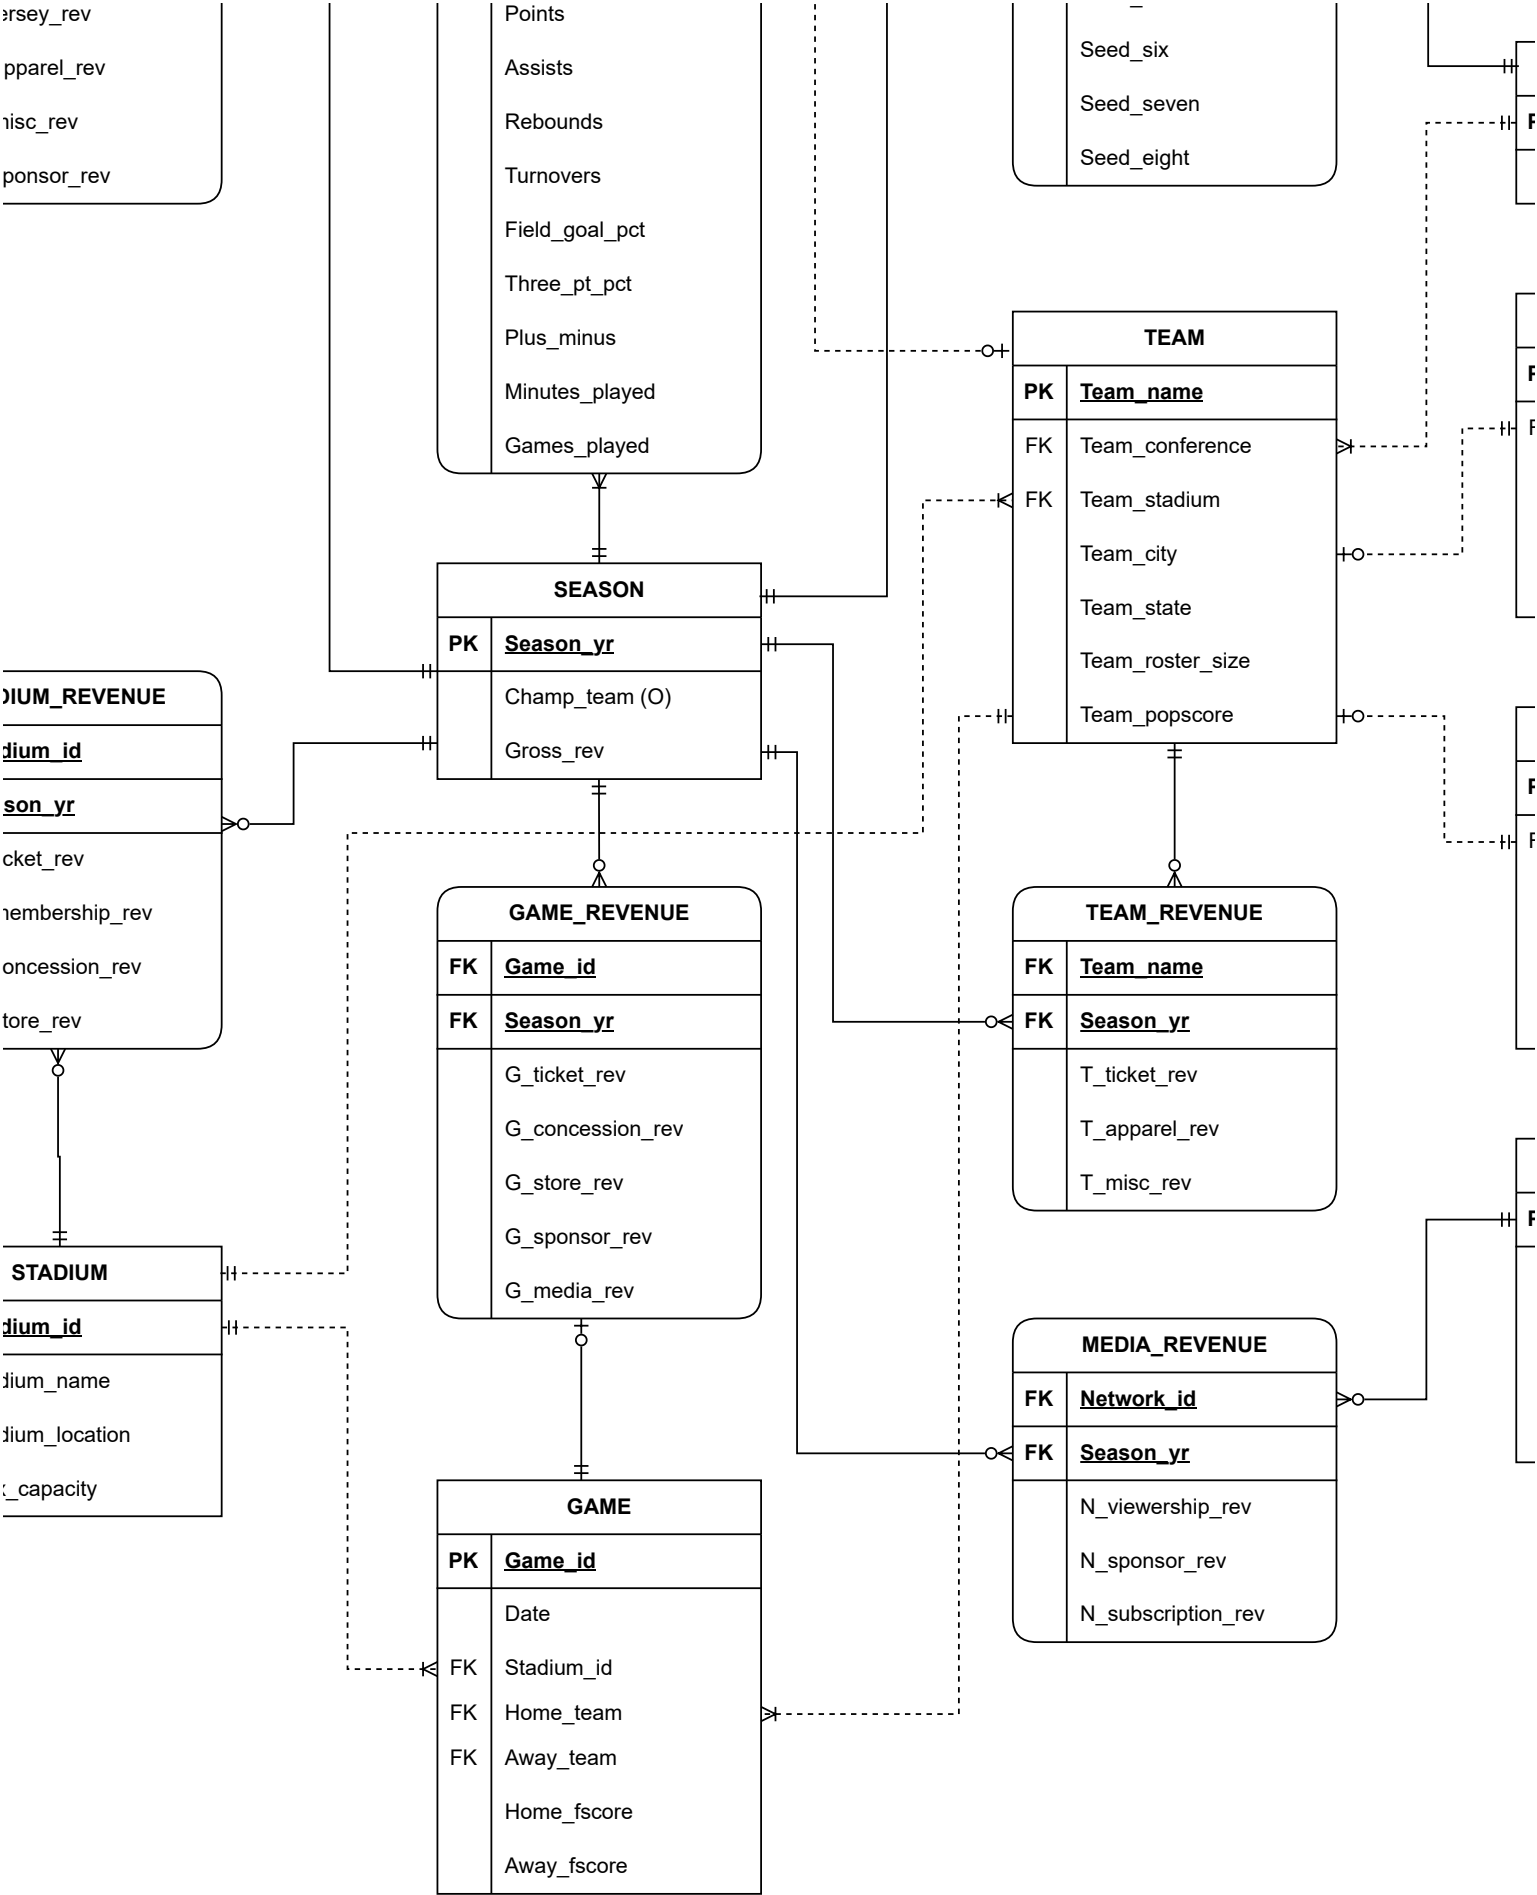 ersey_rev
pparel_rev
nisc_rev
ponsor_rev
Points
Assists
Rebounds
Turnovers
Field_goal_pct
Three_pt_pct
Plus_minus
Minutes_played
Games_played
Seed_six
Seed_seven
Seed_eight
TEAM
PK Team_name
FK Team_conference
FK Team_stadium
Team_city
Team_state
Team_roster_size
Team_popscore
SEASON
PK Season_yr
Champ_team (O)
Gross_rev
DIUM_REVENUE
dium_id
son_yr
cket_rev
nembership_rev
oncession_rev
tore_rev
GAME_REVENUE
FK Game_id
FK Season_yr
G_ticket_rev
G_concession_rev
G_store_rev
G_sponsor_rev
G_media_rev
TEAM_REVENUE
FK Team_name
FK Season_yr
T_ticket_rev
T_apparel_rev
T_misc_rev
STADIUM
dium_id
dium_name
dium_location
_capacity
MEDIA_REVENUE
FK Network_id
FK Season_yr
N_viewership_rev
N_sponsor_rev
N_subscription_rev
GAME
PK Game_id
Date
FK Stadium_id
FK Home_team
FK Away_team
Home_fscore
Away_fscore